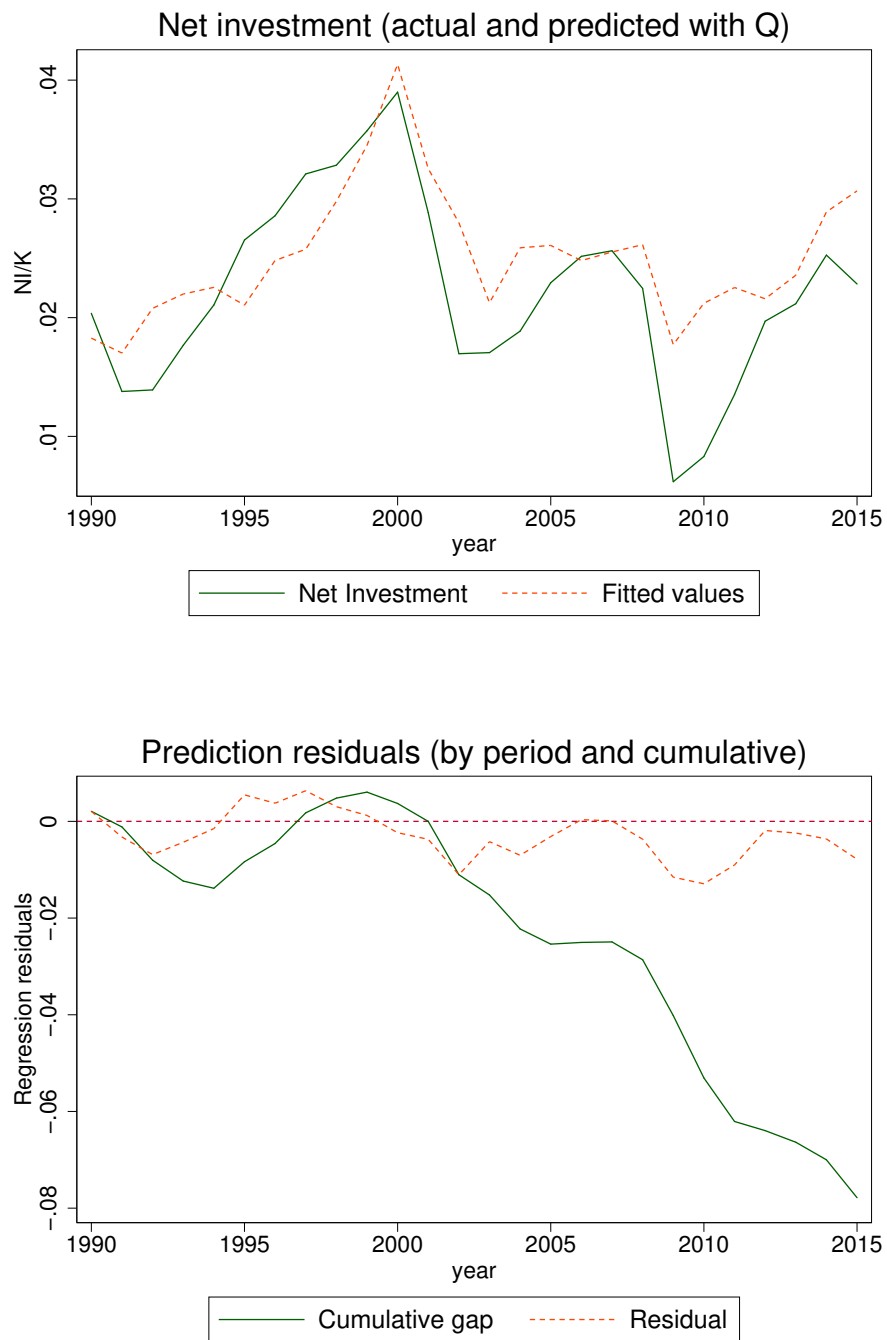 Net investment (actual and predicted with Q)
.04
.03
.02
.01
NI/K
1990 1995 2000 2005 2010 2015
year
Net Investment Fitted values
Prediction residuals (by period and cumulative)
0
-.02
-.04
-.06
-.08
Regression residuals
1990 1995 2000 2005 2010 2015
year
Cumulative gap Residual